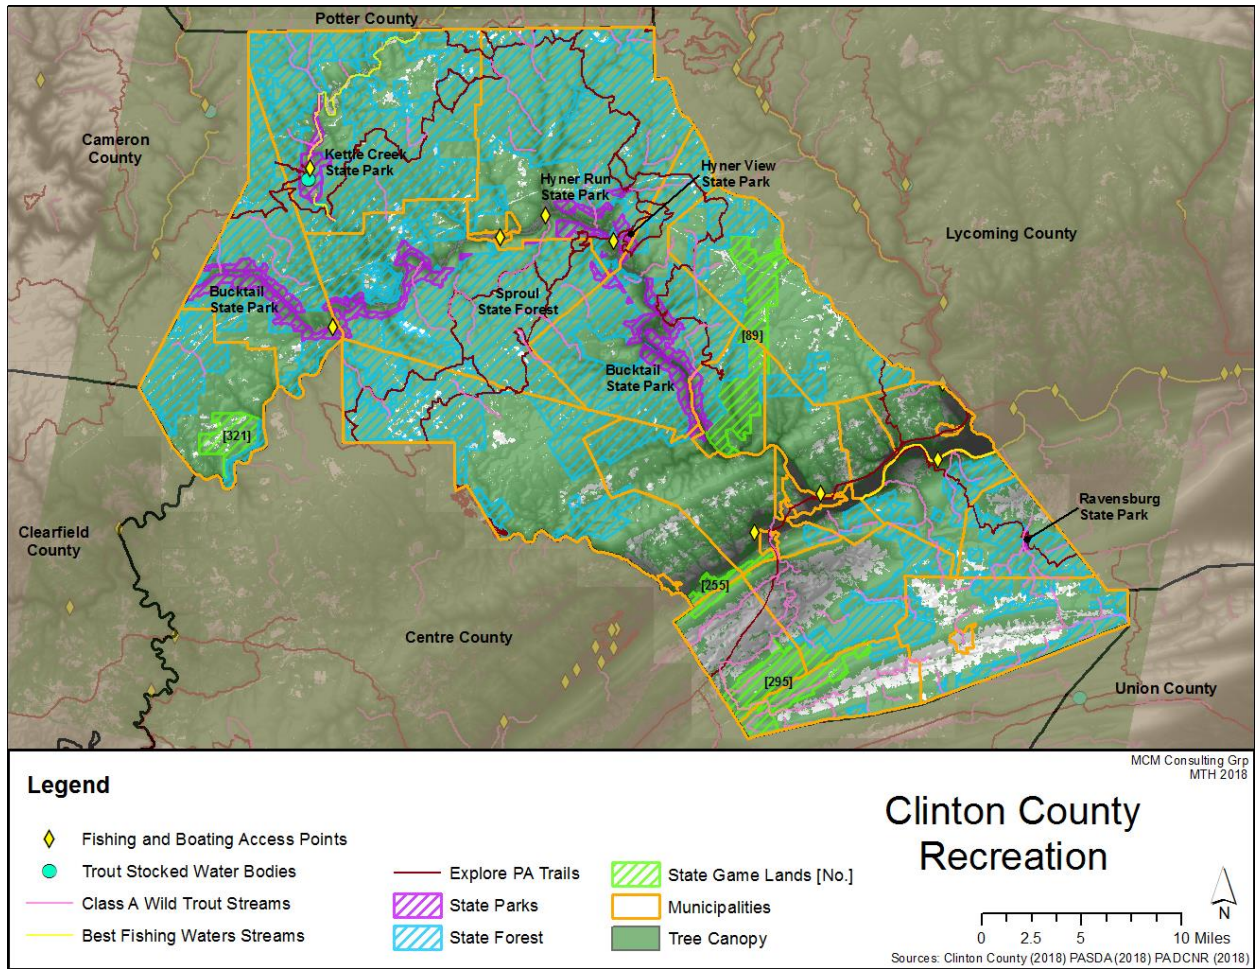 Potter County
Cameron
County
Kettle Creek
State Park
Hyner Run
State Park
Hyner View
State Park
Lycoming County
Bucktail
State Park
Sproul
State Forest
[89]
Bucktail
State Park
[321]
Ravensburg
State Park
Clearfield
County
[255]
Centre County
[295]
Union County
MCM Consulting Grp
MTH 2018
Legend
Fishing and Boating Access Points
Trout Stocked Water Bodies
Class A Wild Trout Streams
Best Fishing Waters Streams
Explore PA Trails
State Parks
State Forest
State Game Lands [No.]
Municipalities
Tree Canopy
Clinton County
Recreation
N
0 2.5 5 10 Miles
Sources: Clinton County (2018) PASDA (2018) PADCNR (2018)